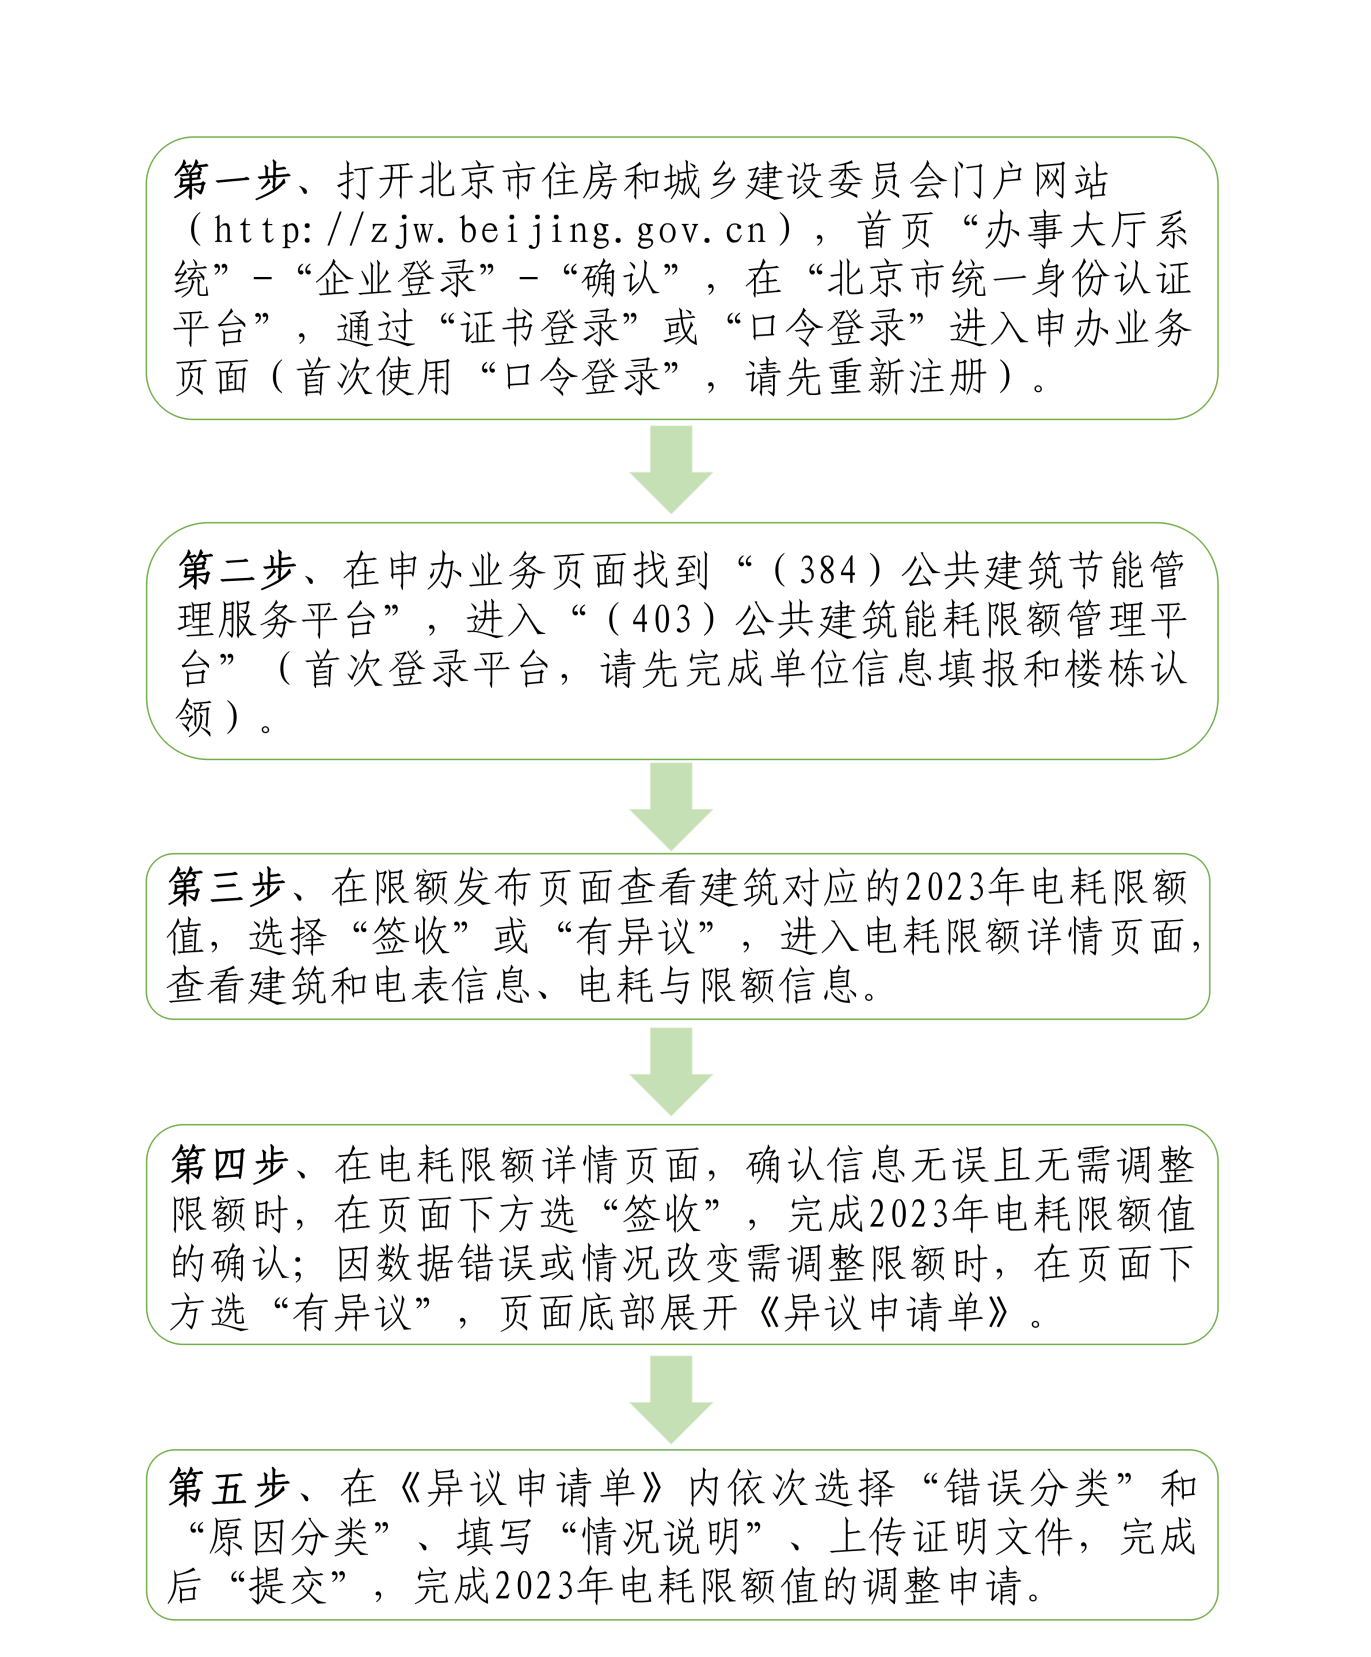 第一步、打开北京市住房和城乡建设委员会门户网站
（http://zjw.beijing.gov.cn），首页“办事大厅系
统”-“企业登录”-“确认”，在“北京市统一身份认证
平台”，通过“证书登录”或“口令登录”进入申办业务
页面（首次使用“口令登录”，请先重新注册）。
第二步、在申办业务页面找到“（384）公共建筑节能管
理服务平台”，进入“（403）公共建筑能耗限额管理平
台”（首次登录平台，请先完成单位信息填报和楼栋认
领）。
第三步、在限额发布页面查看建筑对应的2023年电耗限额
值，选择“签收”或“有异议”，进入电耗限额详情页面，
查看建筑和电表信息、电耗与限额信息。
第四步、在电耗限额详情页面，确认信息无误且无需调整
限额时，在页面下方选“签收”，完成2023年电耗限额值
的确认；因数据错误或情况改变需调整限额时，在页面下
方选“有异议”，页面底部展开《异议申请单》。
第五步、在《异议申请单》内依次选择“错误分类”和
“原因分类”、填写“情况说明”、上传证明文件，完成
后“提交”，完成2023年电耗限额值的调整申请。